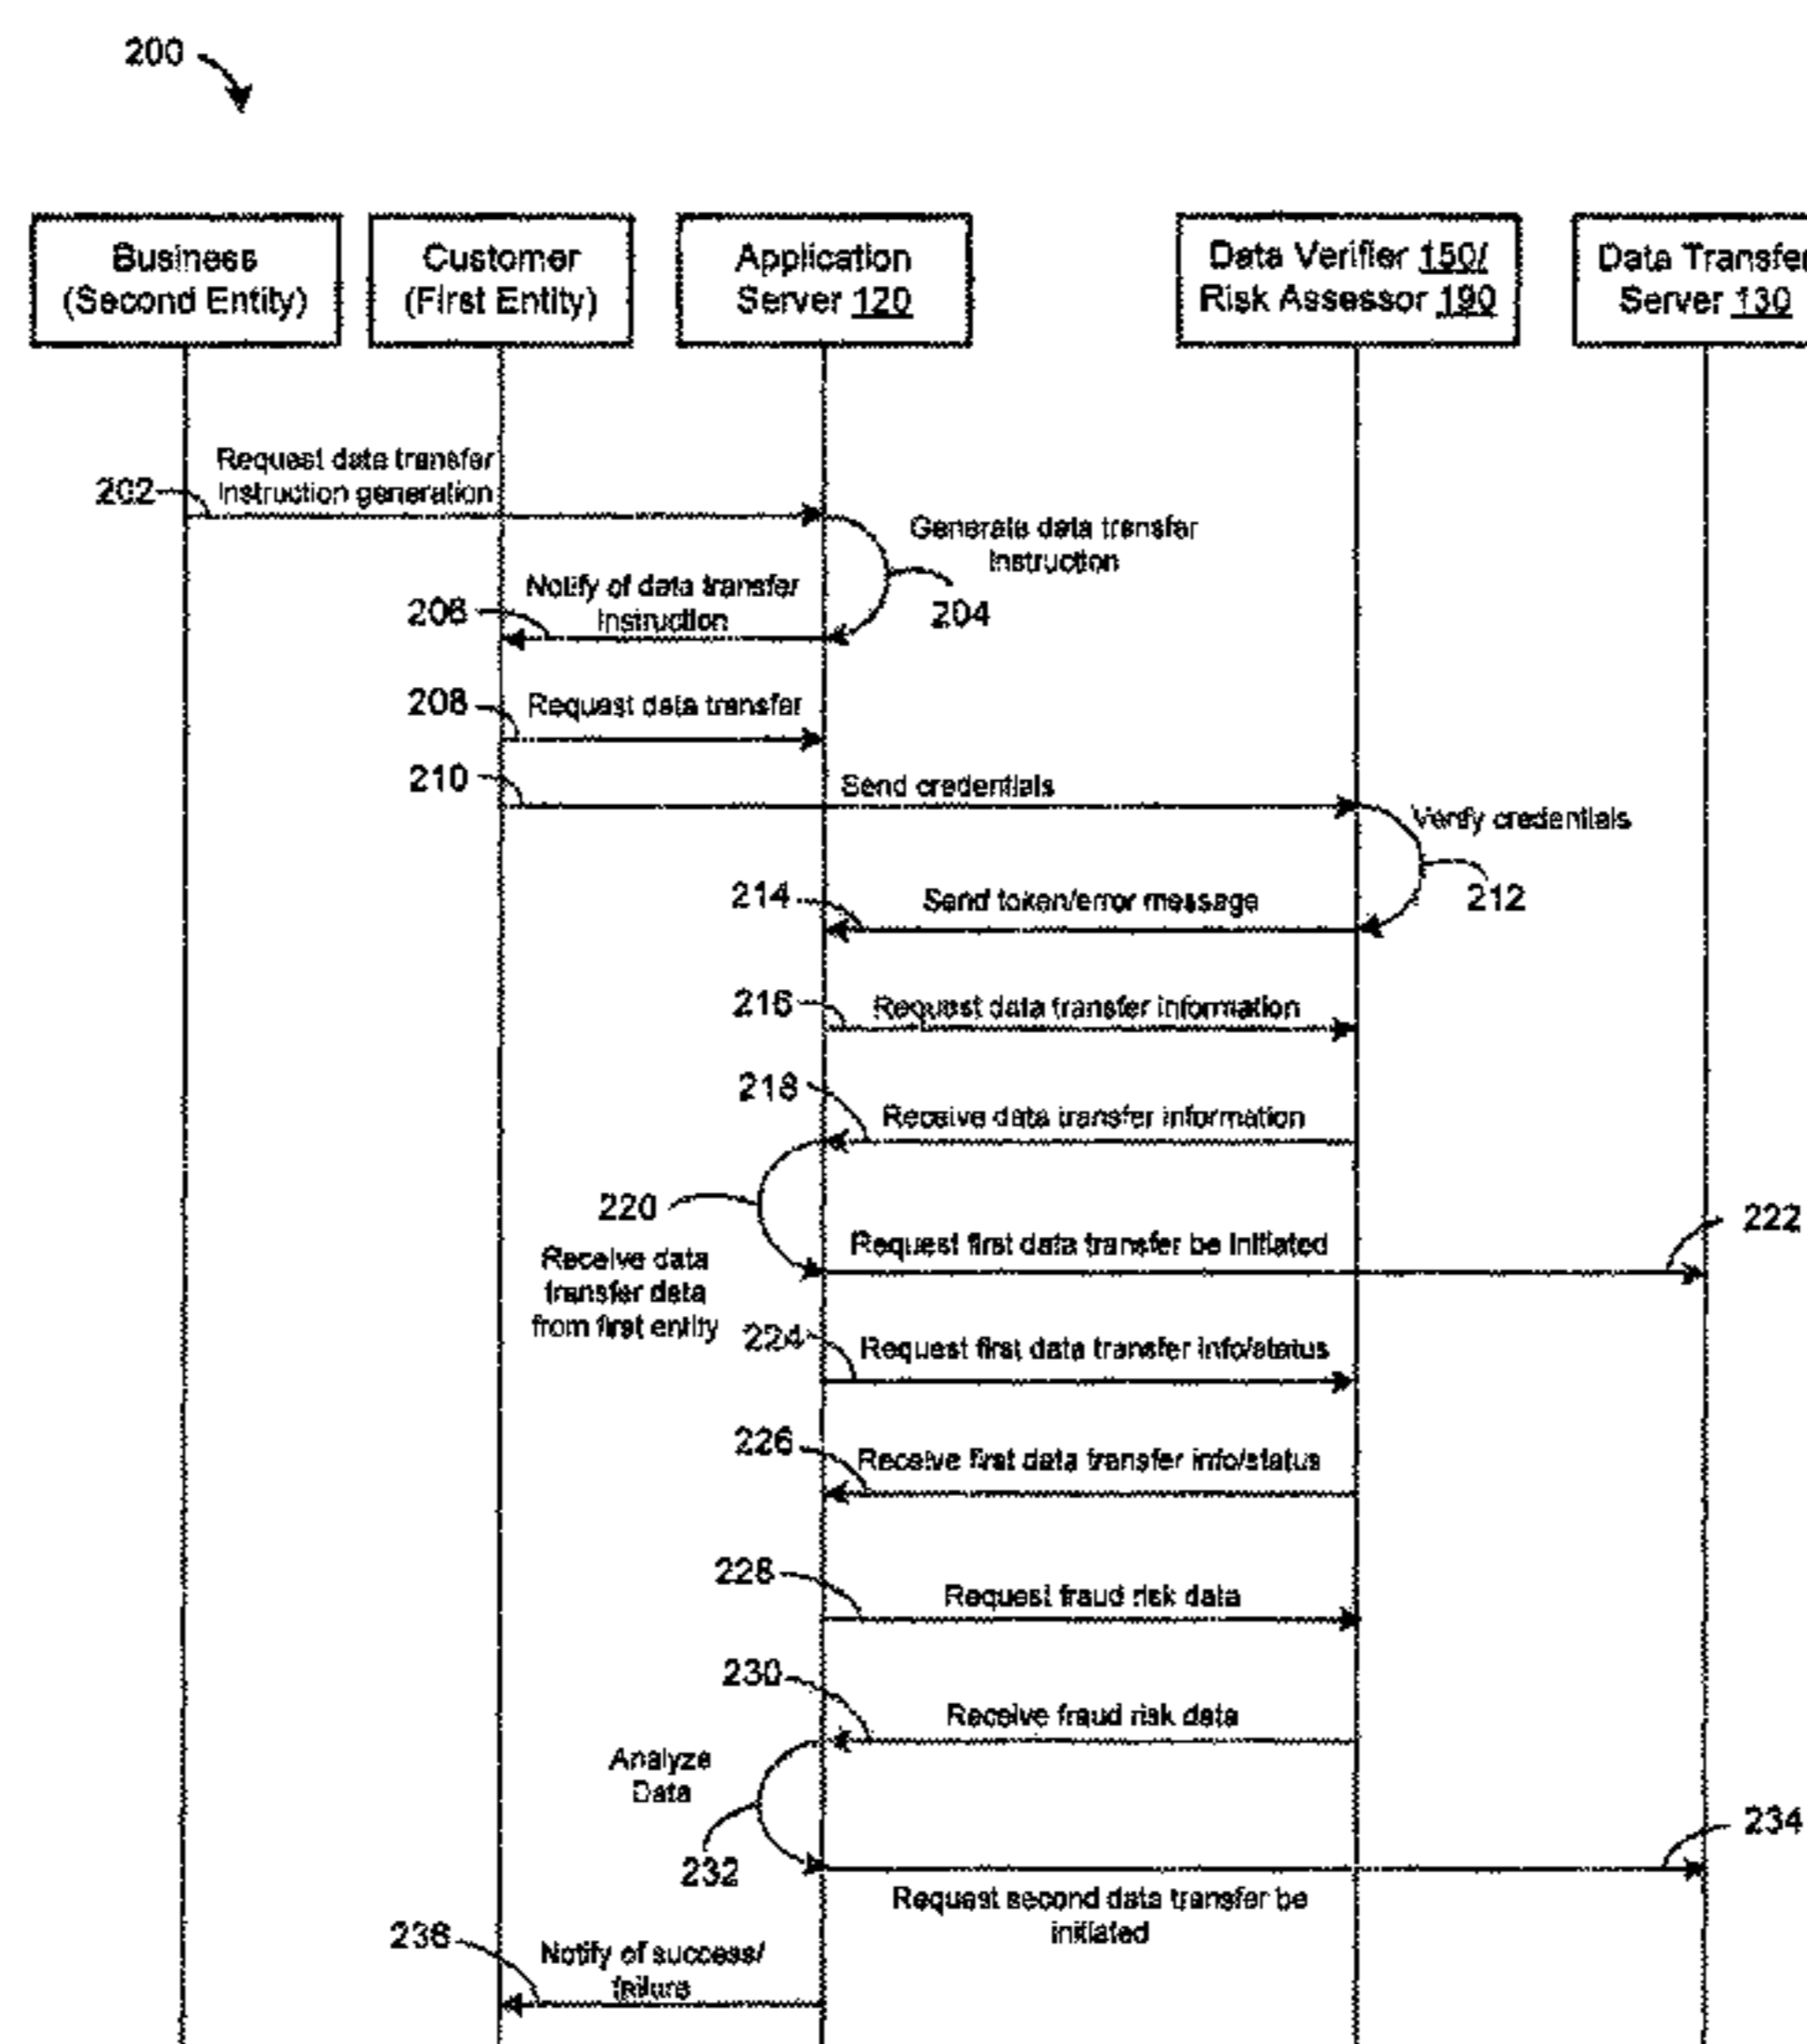 200
Business
(Second Entity)
Customer
(First Entity)
Application
Server 120
Data Verifier 150/
Risk Assessor 190
Data Transfer
Server 130
Request data transfer
Instruction generation
202
Generate data transfer
Instruction
204
Notify of data transfer
Instruction
206
208
Request data transfer
210
Send credentials
Verify credentials
212
214
Send token/error message
216
Request data transfer information
218
Receive data transfer information
220
Receive data
transfer data
from first entity
Request first data transfer be initiated
222
224
Request first data transfer info/status
226
Receive first data transfer info/status
228
Request fraud risk data
230
Receive fraud risk data
Analyze
Data
232
234
Request second data transfer be
initiated
236
Notify of success/
failure